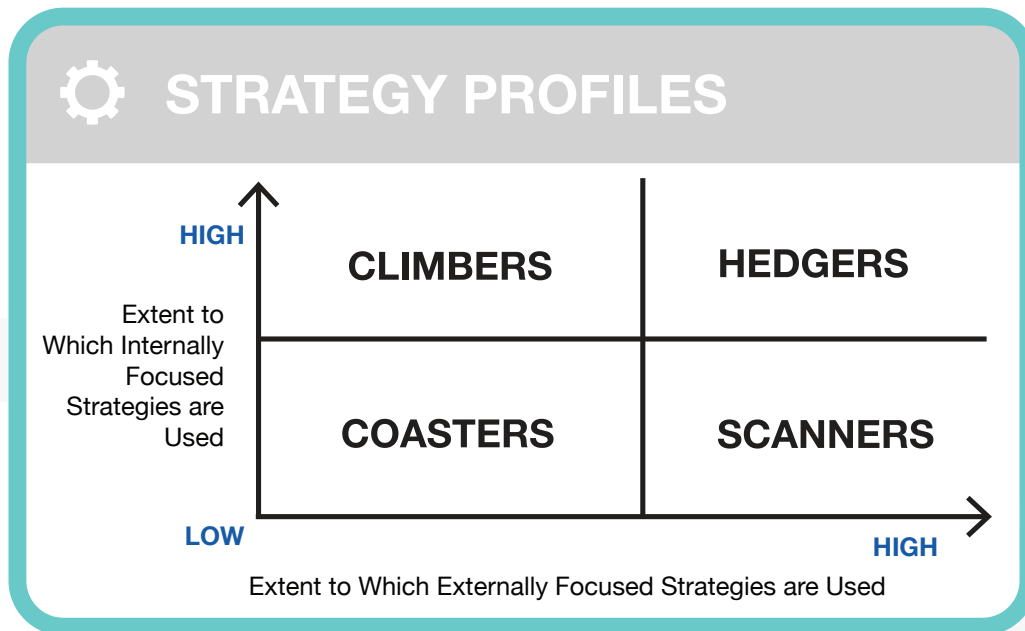 STRATEGY PROFILES
HIGH
CLIMBERS
HEDGERS
Extent to
Which Internally
Focused
Strategies are
Used
COASTERS
SCANNERS
LOW
HIGH
Extent to Which Externally Focused Strategies are Used